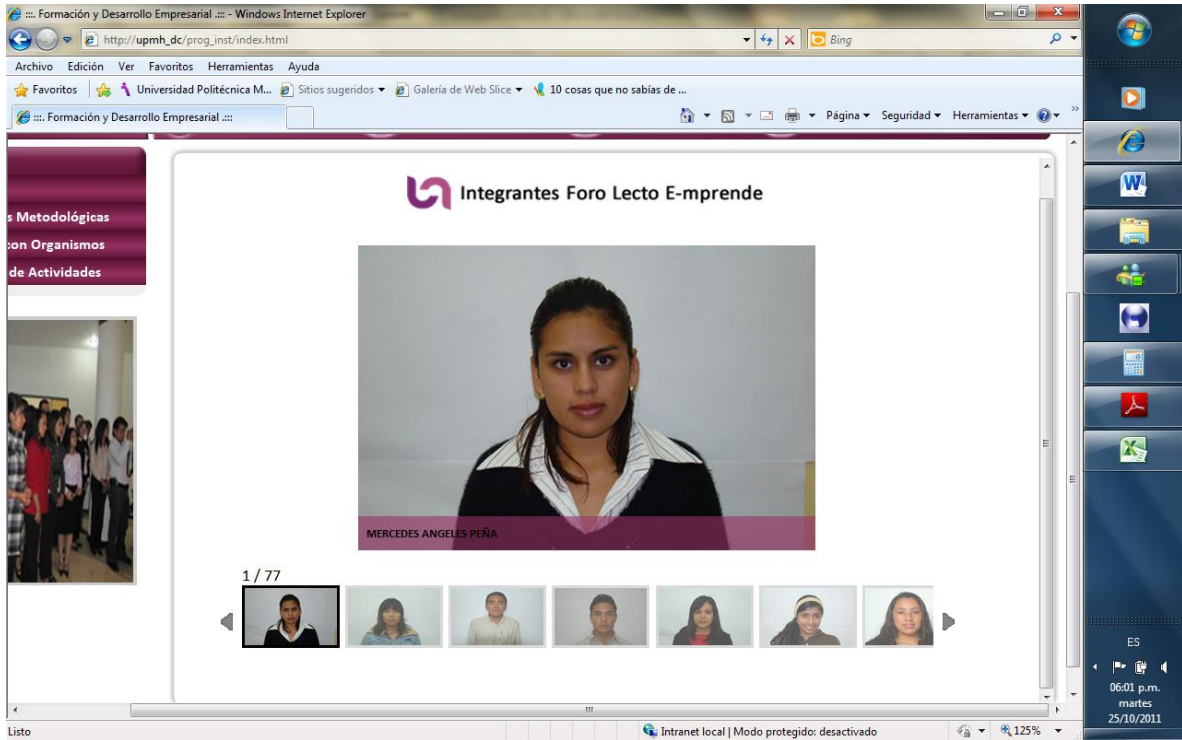 :::. Formación y Desarrollo Empresarial .::: - Windows Internet Explorer
http://upmh_dc/prog_inst/index.html
Bing
Archivo Edición Ver Favoritos Herramientas Ayuda
Favoritos Universidad Politécnica M... Sitios sugeridos Galería de Web Slice 10 cosas que no sabías de ...
:::. Formación y Desarrollo Empresarial .::: Página Seguridad Herramientas »
Integrantes Foro Lecto E-mprende
s Metodológicas
con Organismos
de Actividades
MERCEDES ANGELES PEÑA
1 / 77
Listo Intranet local | Modo protegido: desactivado 125%
ES
06:01 p.m.
martes
25/10/2011